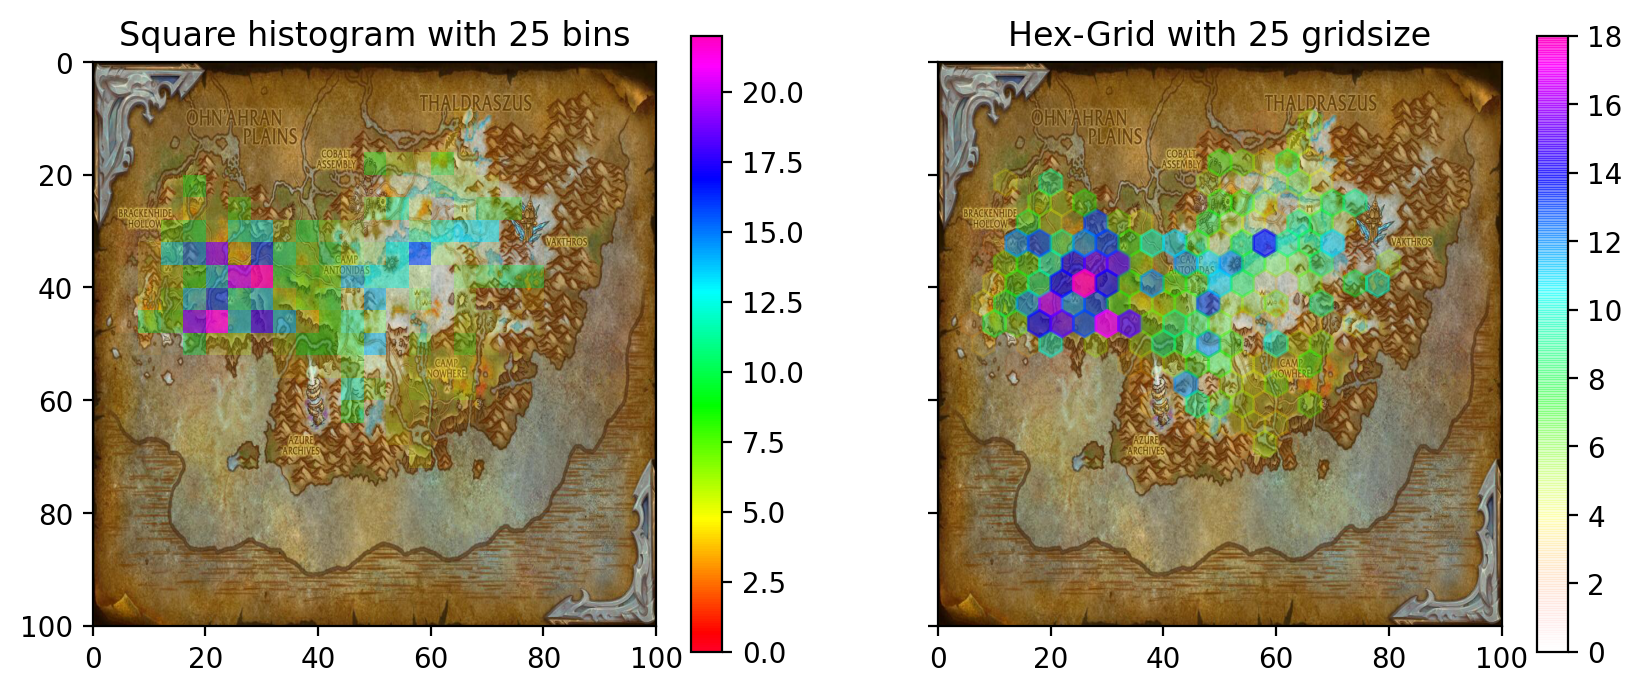 Square histogram with 25 bins
0
20
40
60
80
100
0
20
40
60
80
100
OHN'AHRAN
PLAINS
THALDRASZUS
COBALT
ASSEMBLY
BRACKENHIDE
HOLLOW
VAKTHROS
CAMP
ANTONIDAS
CAMP
NOWHERE
AZURE
ARCHIVES
20.0
17.5
15.0
12.5
10.0
7.5
5.0
2.5
0.0
Hex-Grid with 25 gridsize
OHN'AHRAN
PLAINS
THALDRASZUS
COBALT
ASSEMBLY
BRACKENHIDE
HOLLOW
VAKTHROS
CAMP
ANTONIDAS
CAMP
NOWHERE
AZURE
ARCHIVES
0
20
40
60
80
100
18
16
14
12
10
8
6
4
2
0